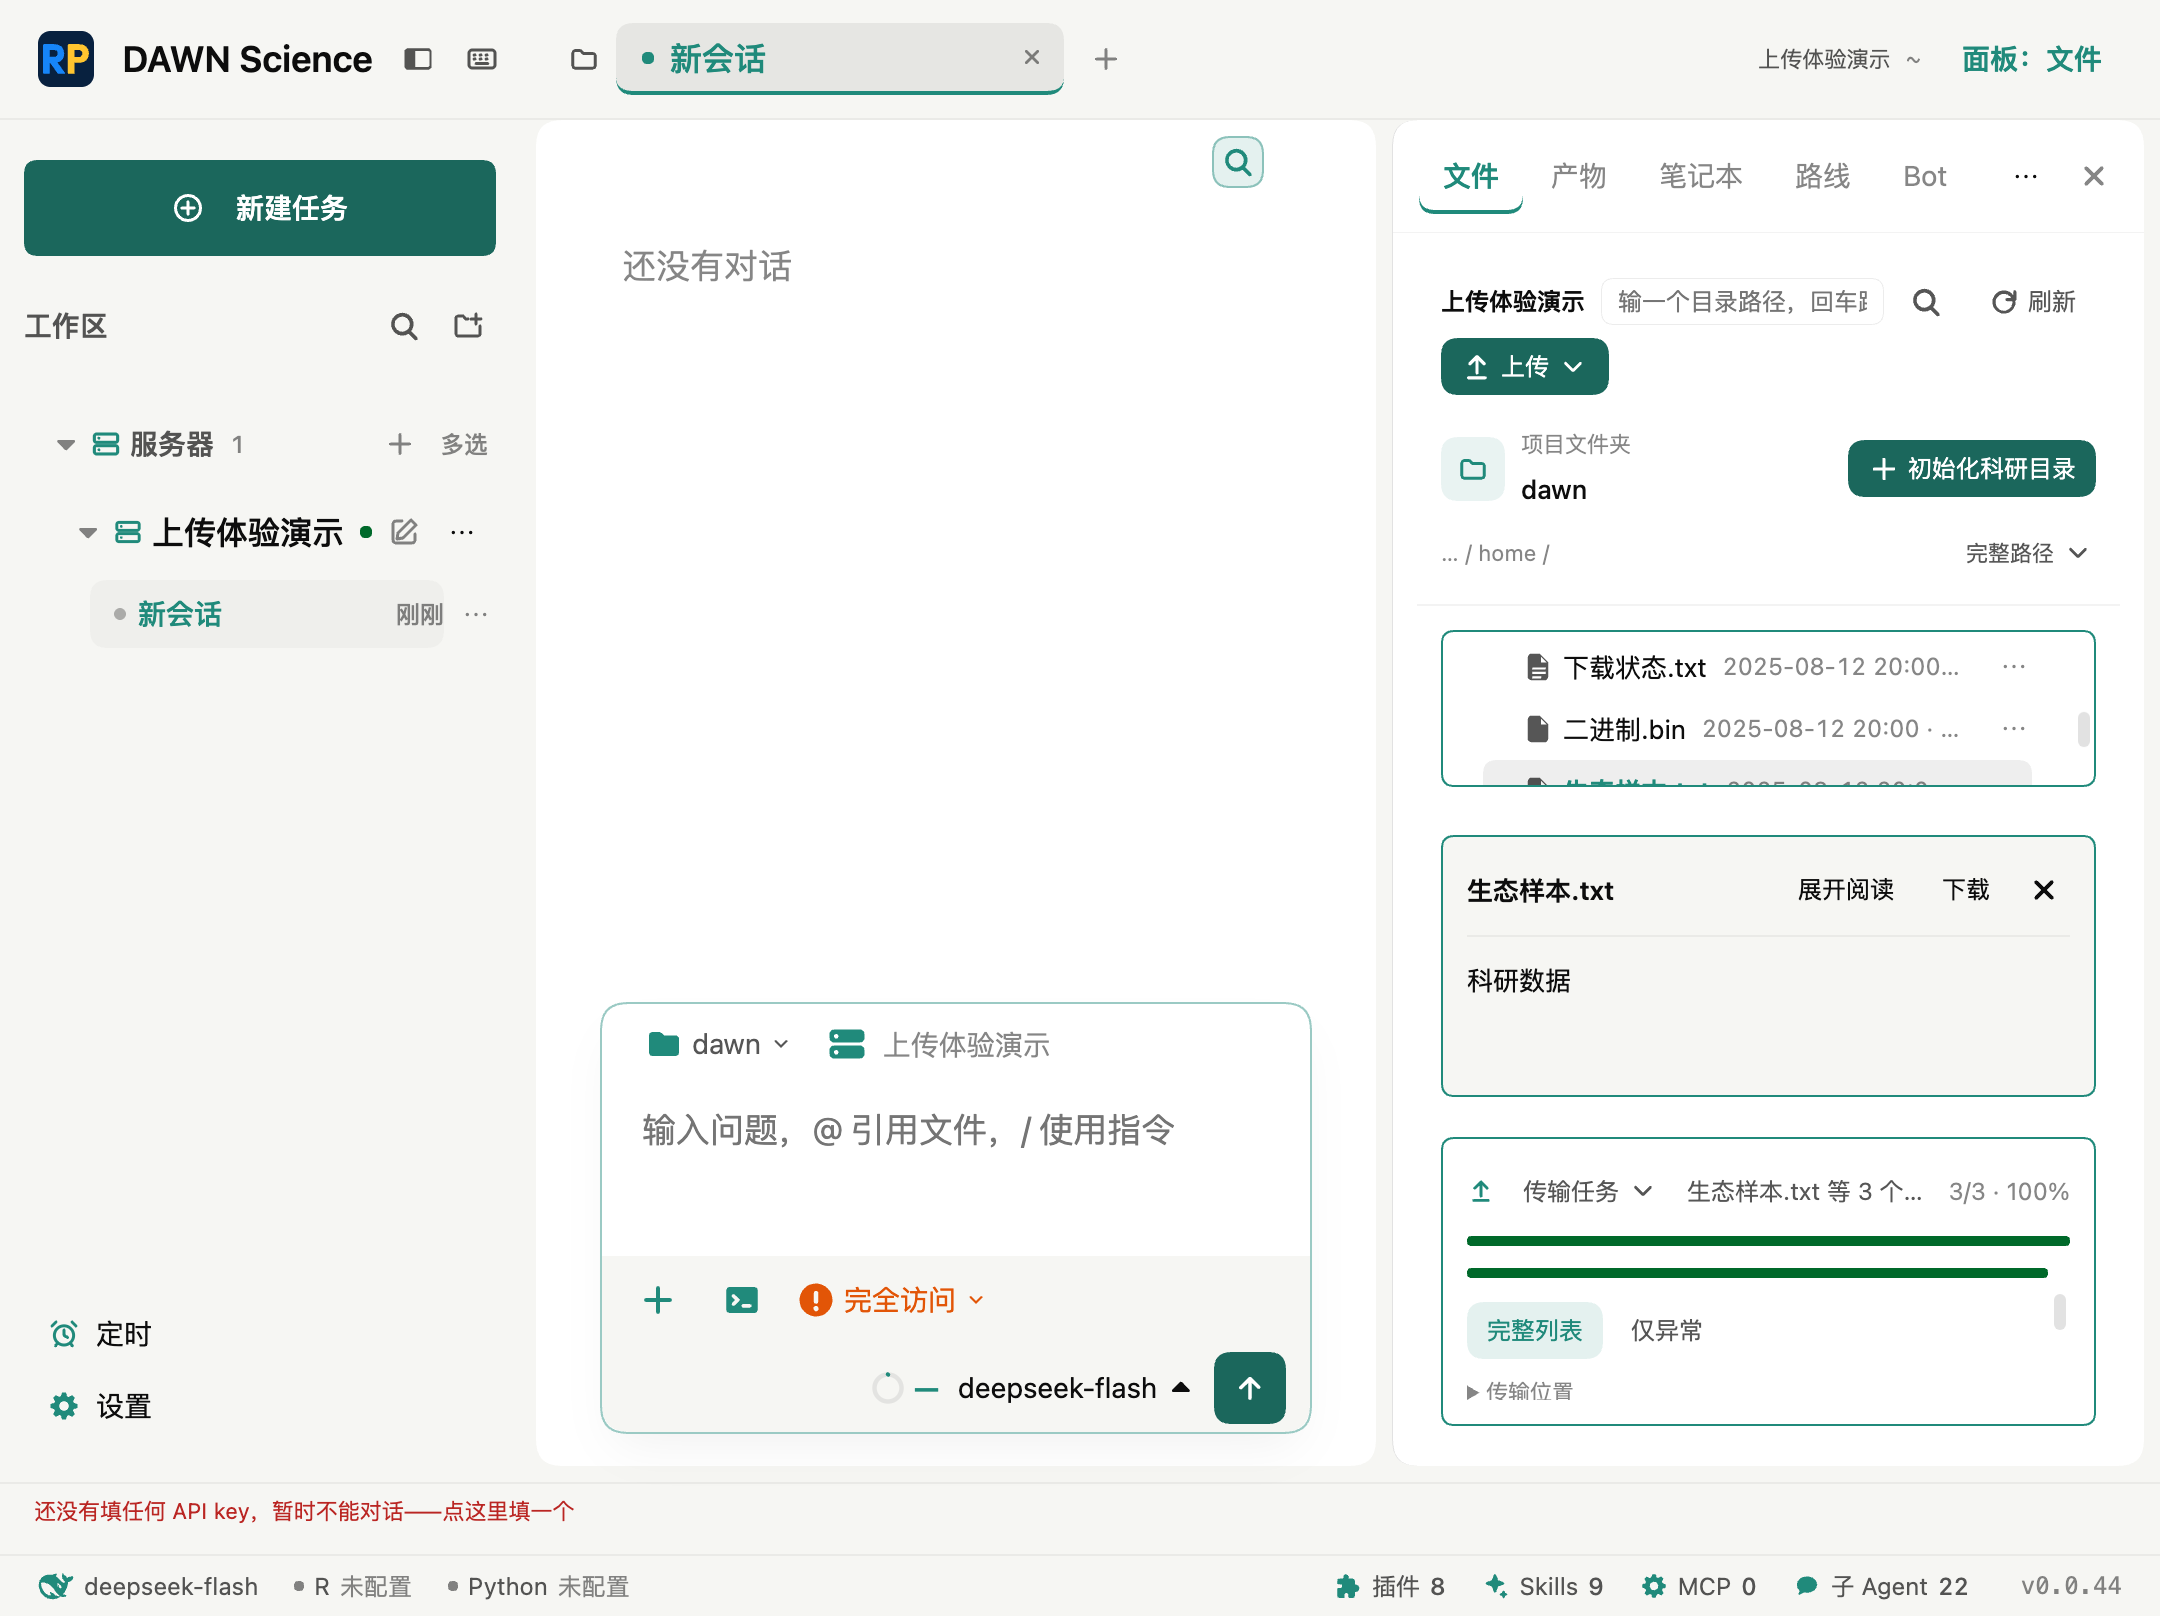 RP DAWN Science
新会话
上传体验演示 ~
面板：文件
新建任务
工作区
服务器 1
多选
上传体验演示
新会话 刚刚
定时
设置
还没有对话
dawn 上传体验演示
输入问题，@ 引用文件，/ 使用指令
完全访问
deepseek-flash
文件 产物 笔记本 路线 Bot
上传体验演示 输一个目录路径，回车 刷新
上传
项目文件夹
dawn
初始化科研目录
... / home /
完整路径
下载状态.txt 2025-08-12 20:00...
二进制.bin 2025-08-12 20:00 · ...
生态样本.txt
生态样本.txt 展开阅读 下载
科研数据
传输任务 生态样本.txt 等 3 个... 3/3 · 100%
完整列表 仅异常
传输位置
还没有填任何 API key，暂时不能对话——点这里填一个
deepseek-flash R 未配置 Python 未配置
插件 8 Skills 9 MCP 0 子 Agent 22 v0.0.44